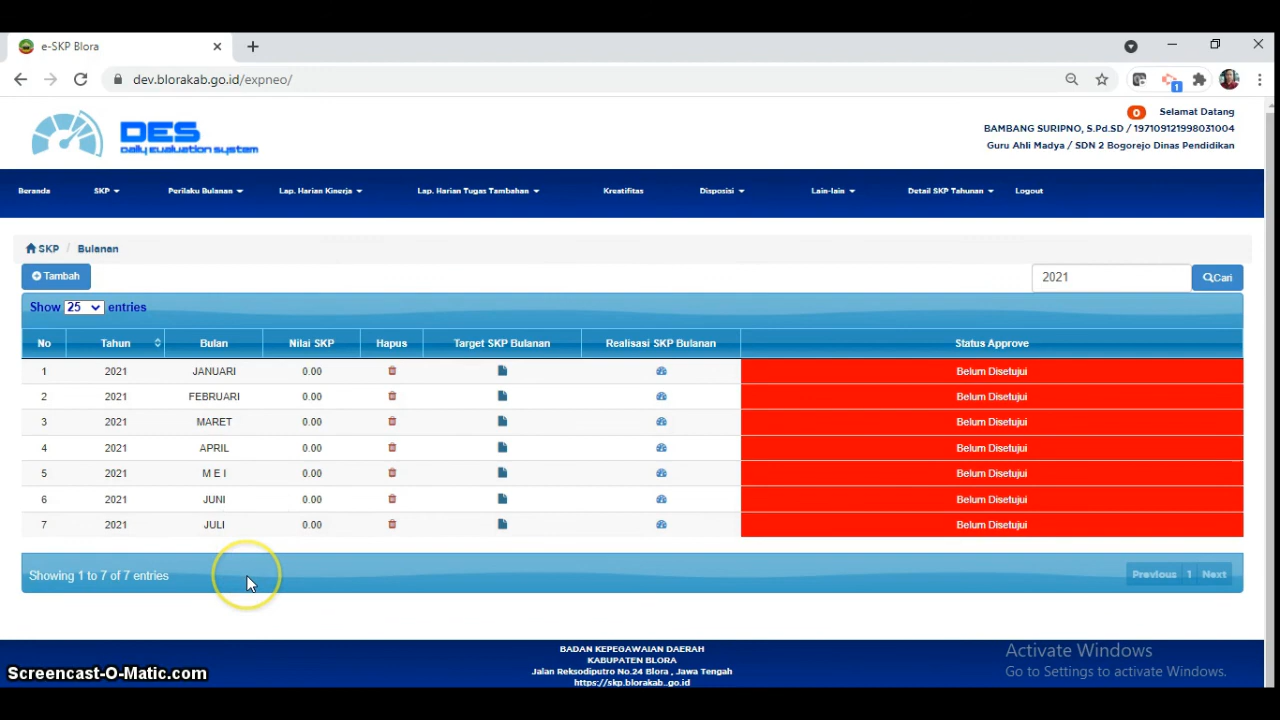 e-SKP Blora
dev.blorakab.go.id/expneo/
1
DES
Daily evaluation system
0 Selamat Datang
BAMBANG SURIPNO, S.Pd.SD / 197109121998031004
Guru Ahli Madya / SDN 2 Bogorejo Dinas Pendidikan
Beranda SKP Perilaku Bulanan Lap. Harian Kinerja Lap. Harian Tugas Tambahan Kreatifitas Disposisi Lain-lain Detail SKP Tahunan Logout
SKP / Bulanan
Tambah 2021 Cari
Show 25 entries
No Tahun Bulan Nilai SKP Hapus Target SKP Bulanan Realisasi SKP Bulanan Status Approve
1 2021 JANUARI 0.00 Belum Disetujui
2 2021 FEBRUARI 0.00 Belum Disetujui
3 2021 MARET 0.00 Belum Disetujui
4 2021 APRIL 0.00 Belum Disetujui
5 2021 M E I 0.00 Belum Disetujui
6 2021 JUNI 0.00 Belum Disetujui
7 2021 JULI 0.00 Belum Disetujui
Showing 1 to 7 of 7 entries Previous 1 Next
BADAN KEPEGAWAIAN DAERAH
KABUPATEN BLORA
Jalan Reksodiputro No.24 Blora , Jawa Tengah
https://skp.blorakab.go.id
Activate Windows
Go to Settings to activate Windows.
Screencast-O-Matic.com